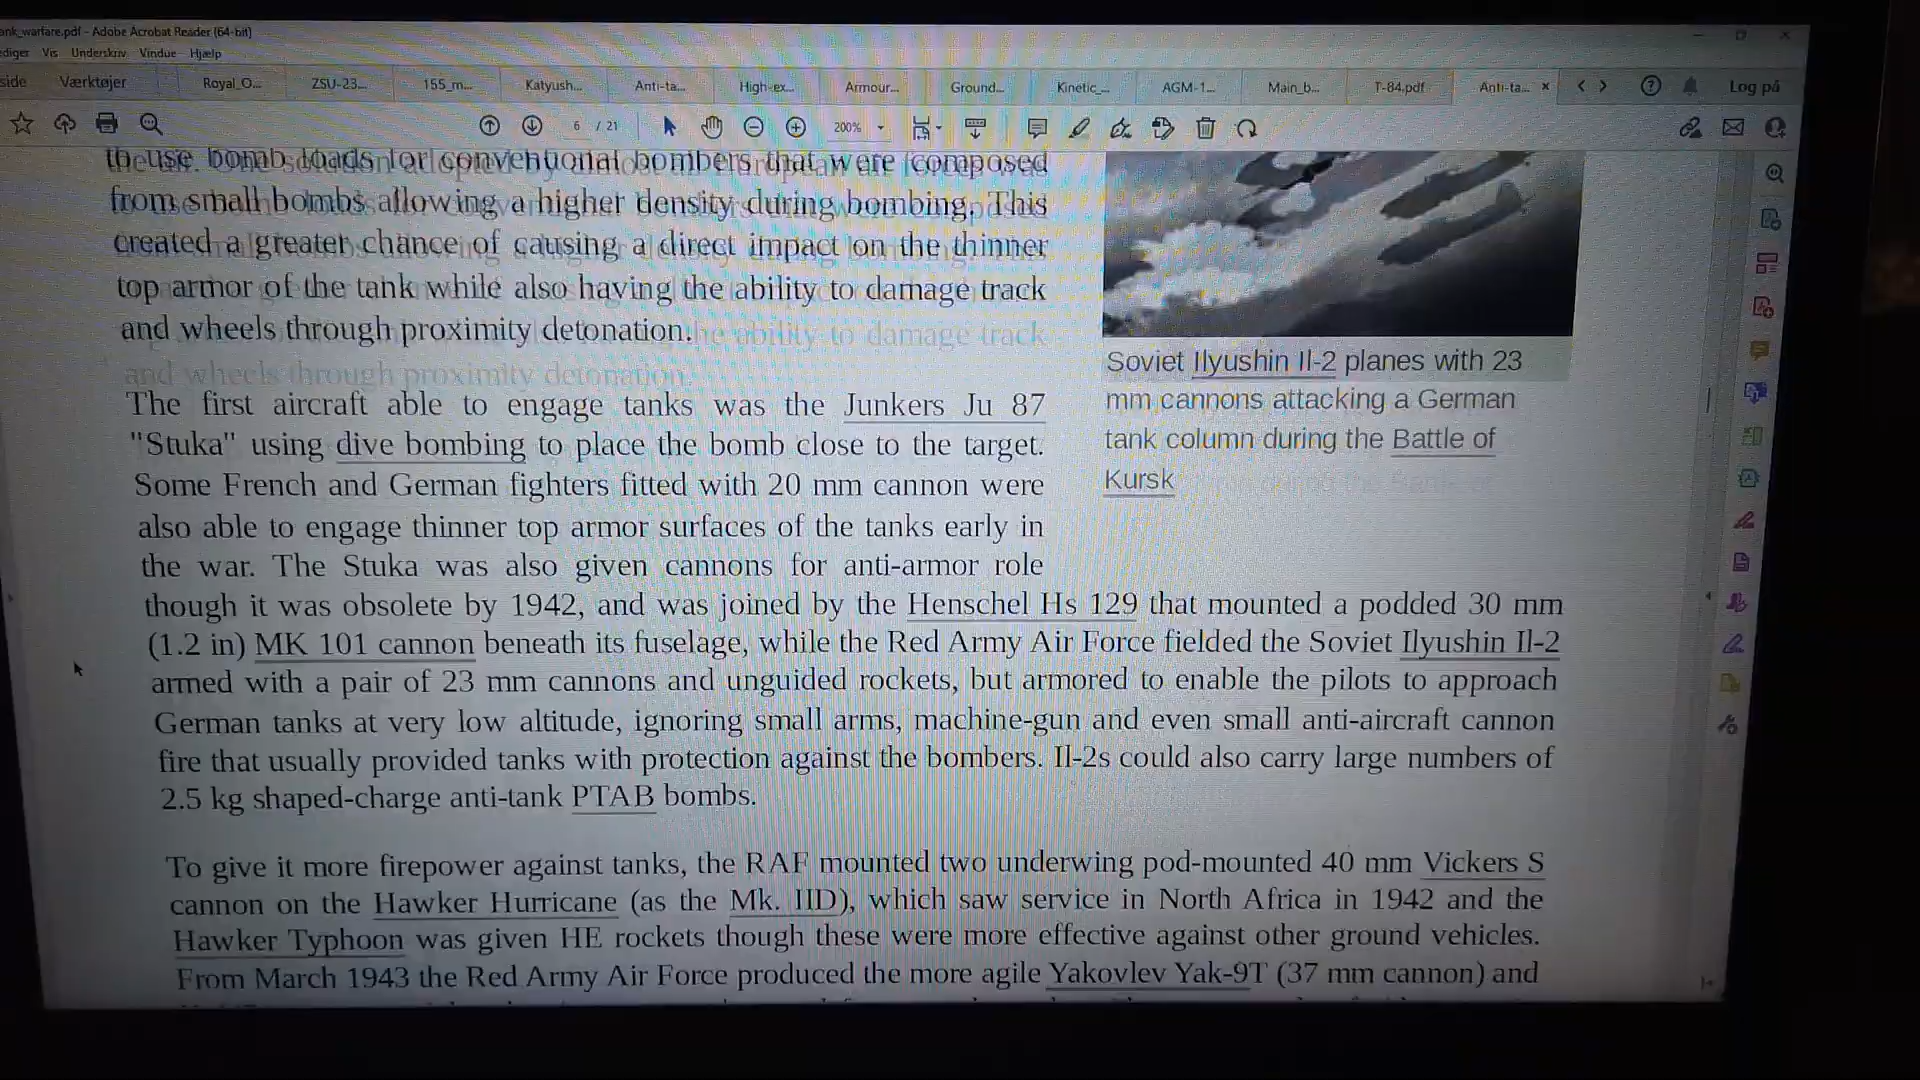 ank_warfare.pdf - Adobe Acrobat Reader (64-bit)
ediger Vis Underskriv Vindue Hjælp
side Værktøjer Royal_O... ZSU-23... 155_m... Katyush... Anti-ta... High-ex... Armour... Ground... Kinetic_... AGM-1... Main_b... T-84.pdf Anti-ta... Log på
6 / 21 200%
the use bomb loads for conventional bombers that were composed
from small bombs allowing a higher density during bombing. This
created a greater chance of causing a direct impact on the thinner
top armor of the tank while also having the ability to damage track
and wheels through proximity detonation.
The first aircraft able to engage tanks was the Junkers Ju 87
"Stuka" using dive bombing to place the bomb close to the target.
Some French and German fighters fitted with 20 mm cannon were
also able to engage thinner top armor surfaces of the tanks early in
the war. The Stuka was also given cannons for anti-armor role
though it was obsolete by 1942, and was joined by the Henschel Hs 129 that mounted a podded 30 mm
(1.2 in) MK 101 cannon beneath its fuselage, while the Red Army Air Force fielded the Soviet Ilyushin Il-2
armed with a pair of 23 mm cannons and unguided rockets, but armored to enable the pilots to approach
German tanks at very low altitude, ignoring small arms, machine-gun and even small anti-aircraft cannon
fire that usually provided tanks with protection against the bombers. Il-2s could also carry large numbers of
2.5 kg shaped-charge anti-tank PTAB bombs.
To give it more firepower against tanks, the RAF mounted two underwing pod-mounted 40 mm Vickers S
cannon on the Hawker Hurricane (as the Mk. IID), which saw service in North Africa in 1942 and the
Hawker Typhoon was given HE rockets though these were more effective against other ground vehicles.
From March 1943 the Red Army Air Force produced the more agile Yakovlev Yak-9T (37 mm cannon) and
Soviet Ilyushin Il-2 planes with 23
mm cannons attacking a German
tank column during the Battle of
Kursk